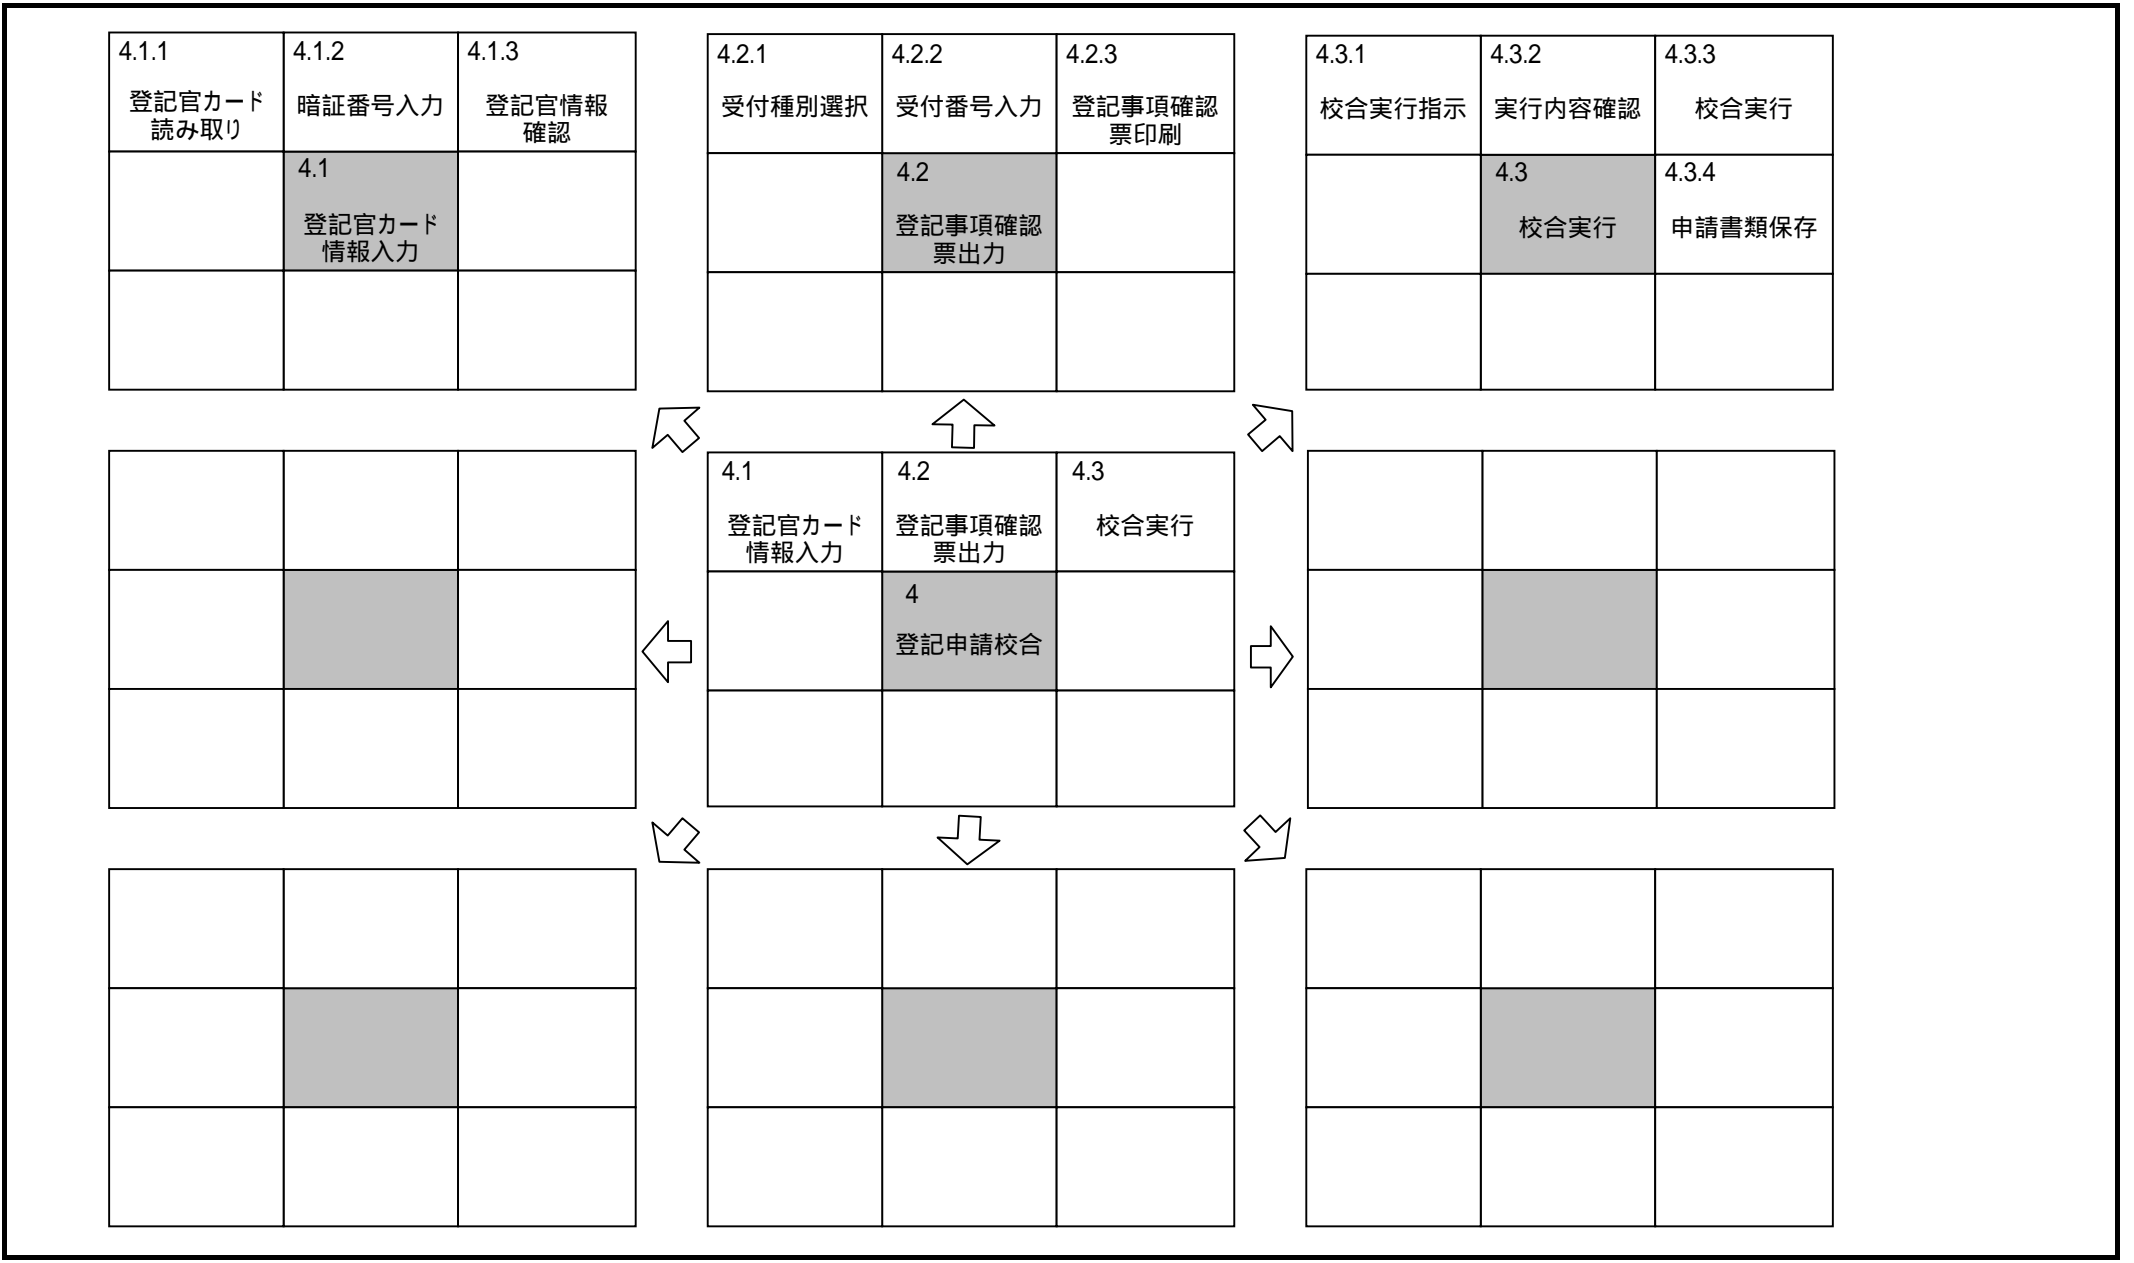 4.1.1
登記官カード
読み取り
4.1.2
暗証番号入力
4.1.3
登記官情報
確認
4.1
登記官カード
情報入力
4.2.1
受付種別選択
4.2.2
受付番号入力
4.2.3
登記事項確認
票印刷
4.2
登記事項確認
票出力
4.3.1
校合実行指示
4.3.2
実行内容確認
4.3.3
校合実行
4.3
校合実行
4.3.4
申請書類保存
4.1
登記官カード
情報入力
4.2
登記事項確認
票出力
4.3
校合実行
4
登記申請校合